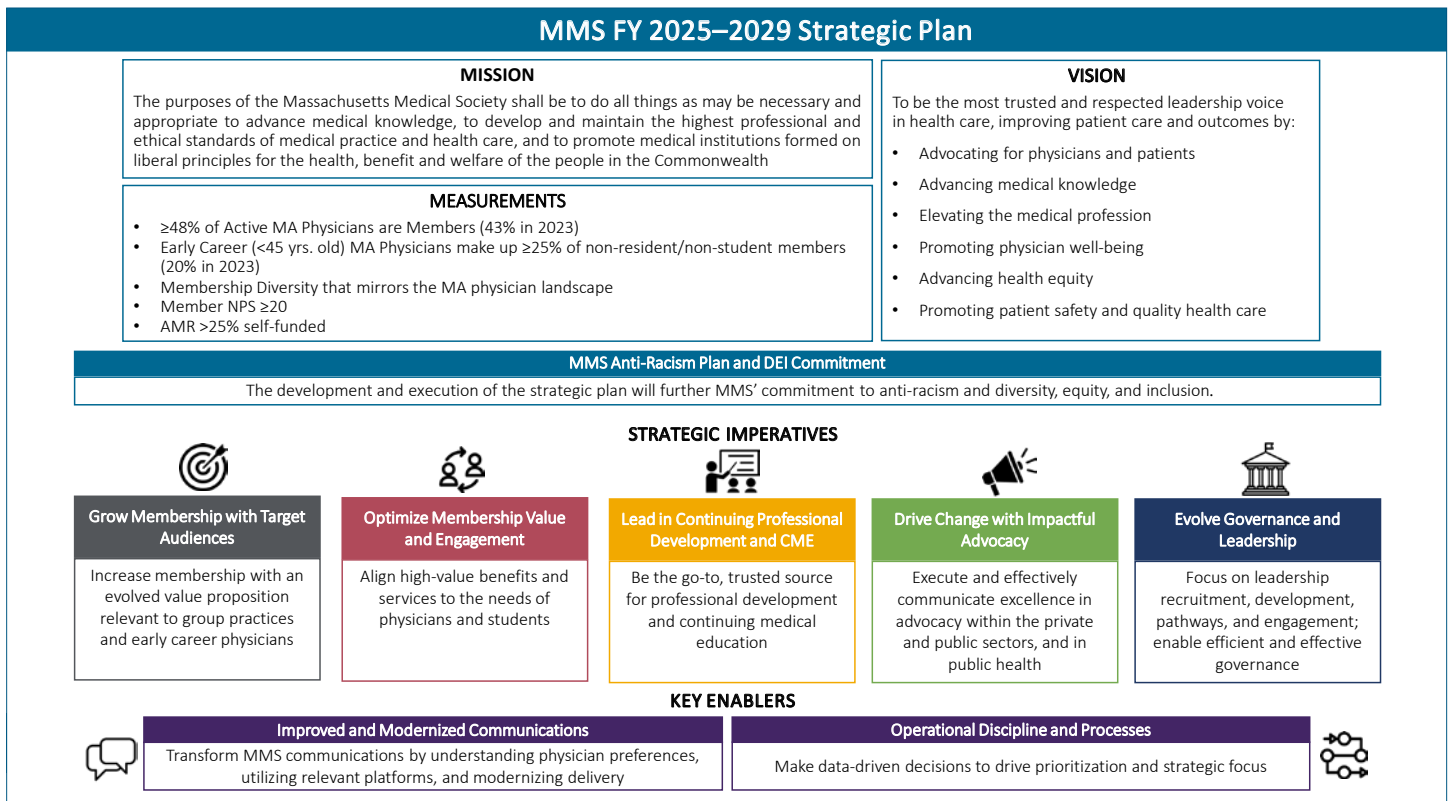 MMS FY 2025–2029 Strategic Plan
MISSION
The purposes of the Massachusetts Medical Society shall be to do all things as may be necessary and
appropriate to advance medical knowledge, to develop and maintain the highest professional and
ethical standards of medical practice and health care, and to promote medical institutions formed on
liberal principles for the health, benefit and welfare of the people in the Commonwealth
MEASUREMENTS
• ≥48% of Active MA Physicians are Members (43% in 2023)
• Early Career (<45 yrs. old) MA Physicians make up ≥25% of non-resident/non-student members
(20% in 2023)
• Membership Diversity that mirrors the MA physician landscape
• Member NPS ≥20
• AMR >25% self-funded
VISION
To be the most trusted and respected leadership voice
in health care, improving patient care and outcomes by:
• Advocating for physicians and patients
• Advancing medical knowledge
• Elevating the medical profession
• Promoting physician well-being
• Advancing health equity
• Promoting patient safety and quality health care
MMS Anti-Racism Plan and DEI Commitment
The development and execution of the strategic plan will further MMS’ commitment to anti-racism and diversity, equity, and inclusion.
STRATEGIC IMPERATIVES
Grow Membership with Target
Audiences
Increase membership with an
evolved value proposition
relevant to group practices
and early career physicians
Optimize Membership Value
and Engagement
Align high-value benefits and
services to the needs of
physicians and students
Lead in Continuing Professional
Development and CME
Be the go-to, trusted source
for professional development
and continuing medical
education
Drive Change with Impactful
Advocacy
Execute and effectively
communicate excellence in
advocacy within the private
and public sectors, and in
public health
Evolve Governance and
Leadership
Focus on leadership
recruitment, development,
pathways, and engagement;
enable efficient and effective
governance
KEY ENABLERS
Improved and Modernized Communications
Transform MMS communications by understanding physician preferences,
utilizing relevant platforms, and modernizing delivery
Operational Discipline and Processes
Make data-driven decisions to drive prioritization and strategic focus